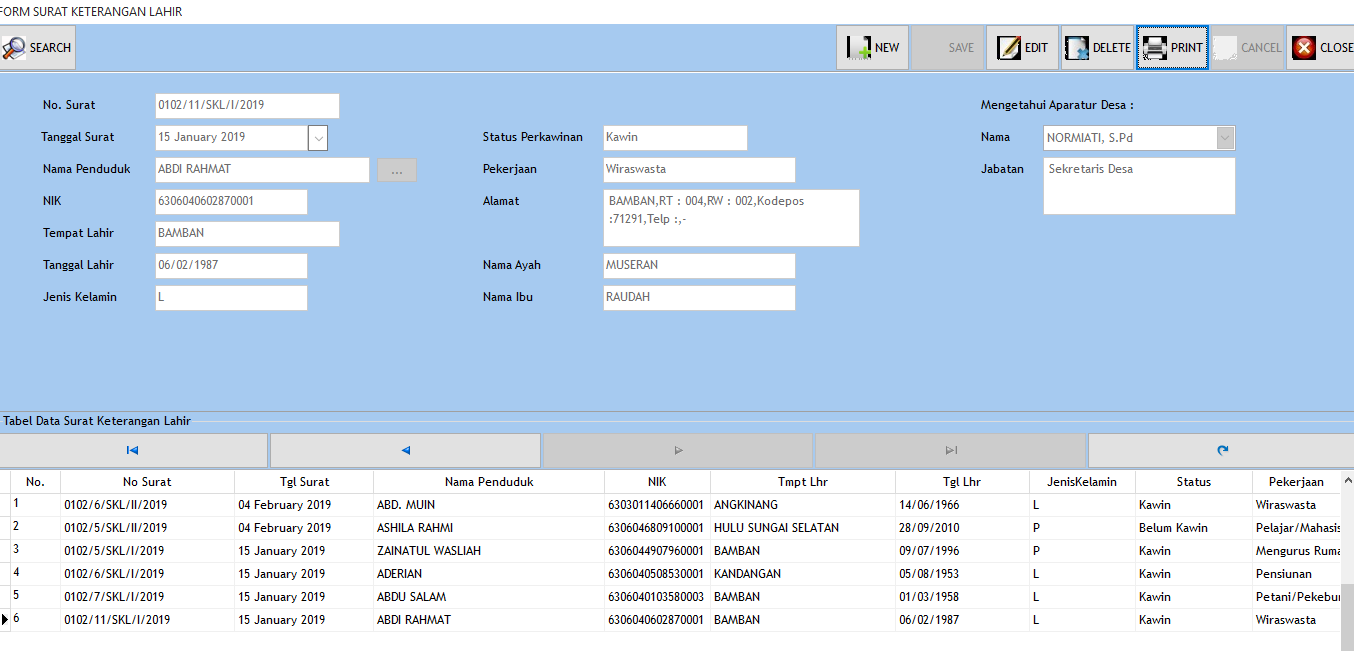 FORM SURAT KETERANGAN LAHIR
SEARCH NEW SAVE EDIT DELETE PRINT CANCEL CLOSE
No. Surat 0102/11/SKL/I/2019 Mengetahui Aparatur Desa :
Tanggal Surat 15 January 2019 Status Perkawinan Kawin Nama NORMIATI, S.Pd
Nama Penduduk ABDI RAHMAT ... Pekerjaan Wiraswasta Jabatan Sekretaris Desa
NIK 6306040602870001 Alamat BAMBAN,RT : 004,RW : 002,Kodepos
:71291,Telp :,-
Tempat Lahir BAMBAN
Tanggal Lahir 06/02/1987 Nama Ayah MUSERAN
Jenis Kelamin L Nama Ibu RAUDAH
Tabel Data Surat Keterangan Lahir
No. No Surat Tgl Surat Nama Penduduk NIK Tmpt Lhr Tgl Lhr JenisKelamin Status Pekerjaan
1 0102/6/SKL/II/2019 04 February 2019 ABD. MUIN 6303011406660001 ANGKINANG 14/06/1966 L Kawin Wiraswasta
2 0102/5/SKL/II/2019 04 February 2019 ASHILA RAHMI 6306046809100001 HULU SUNGAI SELATAN 28/09/2010 P Belum Kawin Pelajar/Mahasis
3 0102/5/SKL/I/2019 15 January 2019 ZAINATUL WASLIAH 6306044907960001 BAMBAN 09/07/1996 P Kawin Mengurus Ruma
4 0102/6/SKL/I/2019 15 January 2019 ADERIAN 6306040508530001 KANDANGAN 05/08/1953 L Kawin Pensiunan
5 0102/7/SKL/I/2019 15 January 2019 ABDU SALAM 6306040103580003 BAMBAN 01/03/1958 L Kawin Petani/Pekebun
6 0102/11/SKL/I/2019 15 January 2019 ABDI RAHMAT 6306040602870001 BAMBAN 06/02/1987 L Kawin Wiraswasta